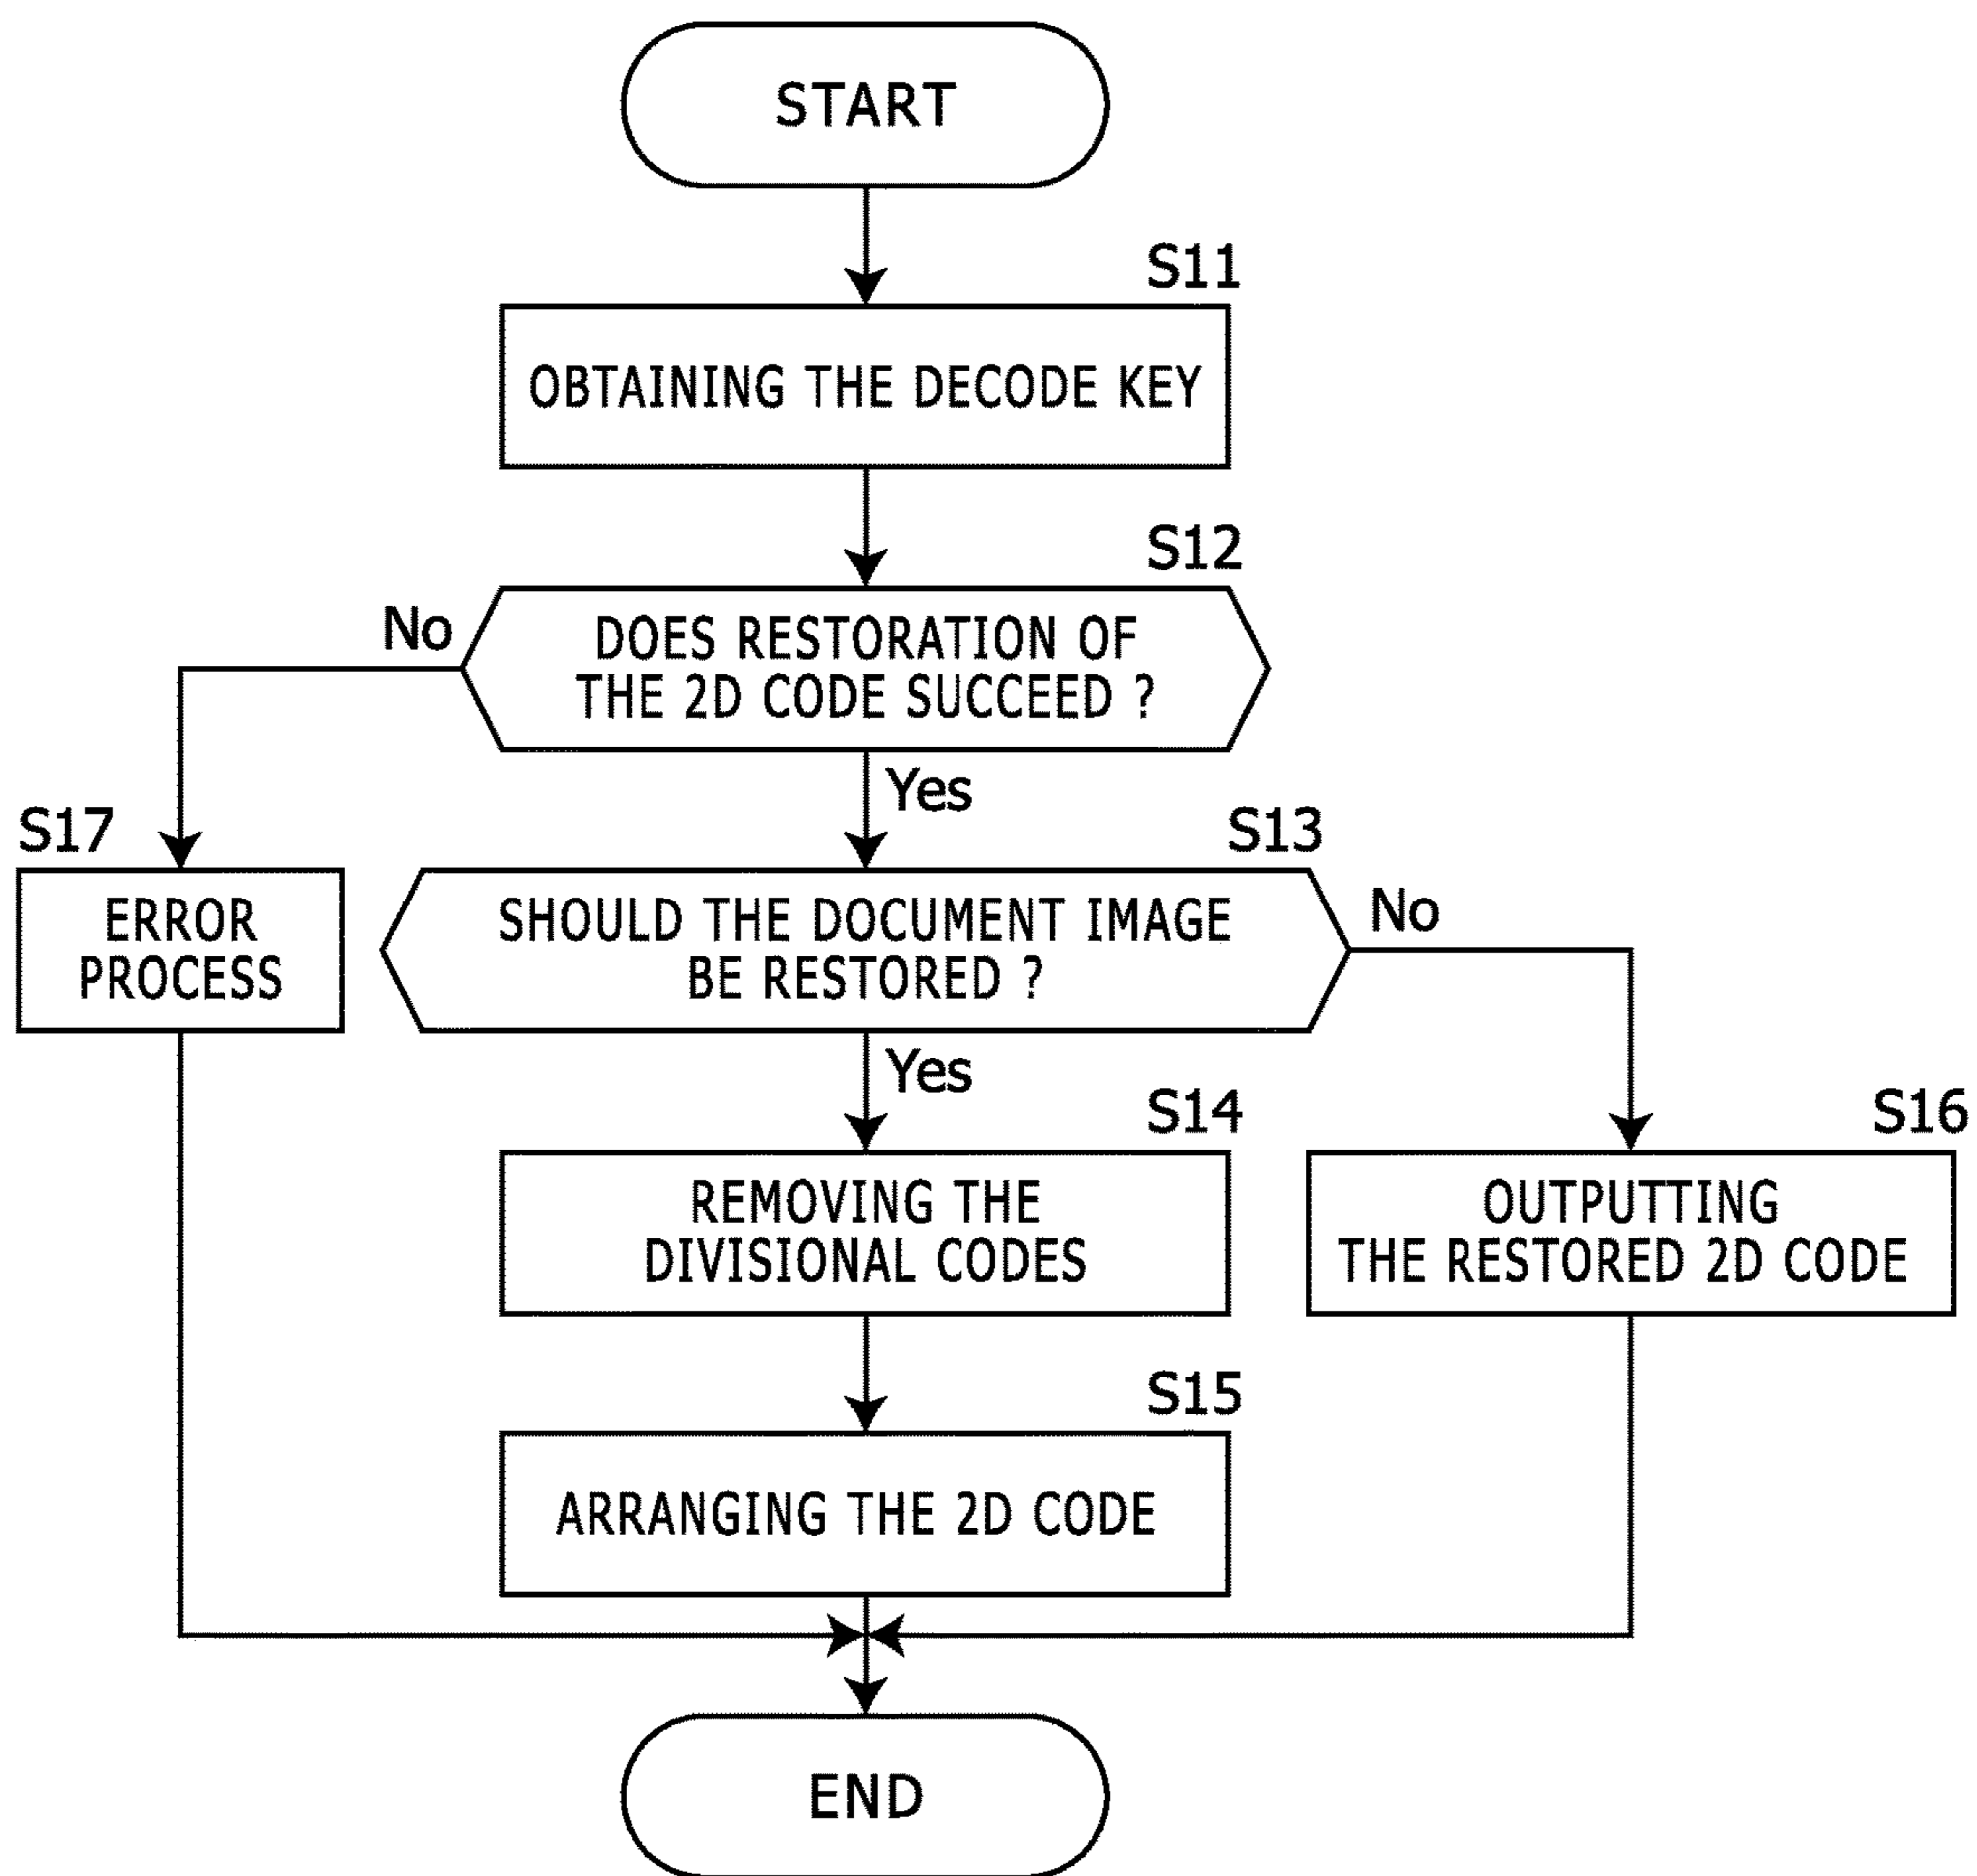 START
S11
OBTAINING THE DECODE KEY
S12
No
DOES RESTORATION OF
THE 2D CODE SUCCEED ?
Yes
S17
ERROR
PROCESS
S13
SHOULD THE DOCUMENT IMAGE
BE RESTORED ?
No
Yes
S14
REMOVING THE
DIVISIONAL CODES
S16
OUTPUTTING
THE RESTORED 2D CODE
S15
ARRANGING THE 2D CODE
END